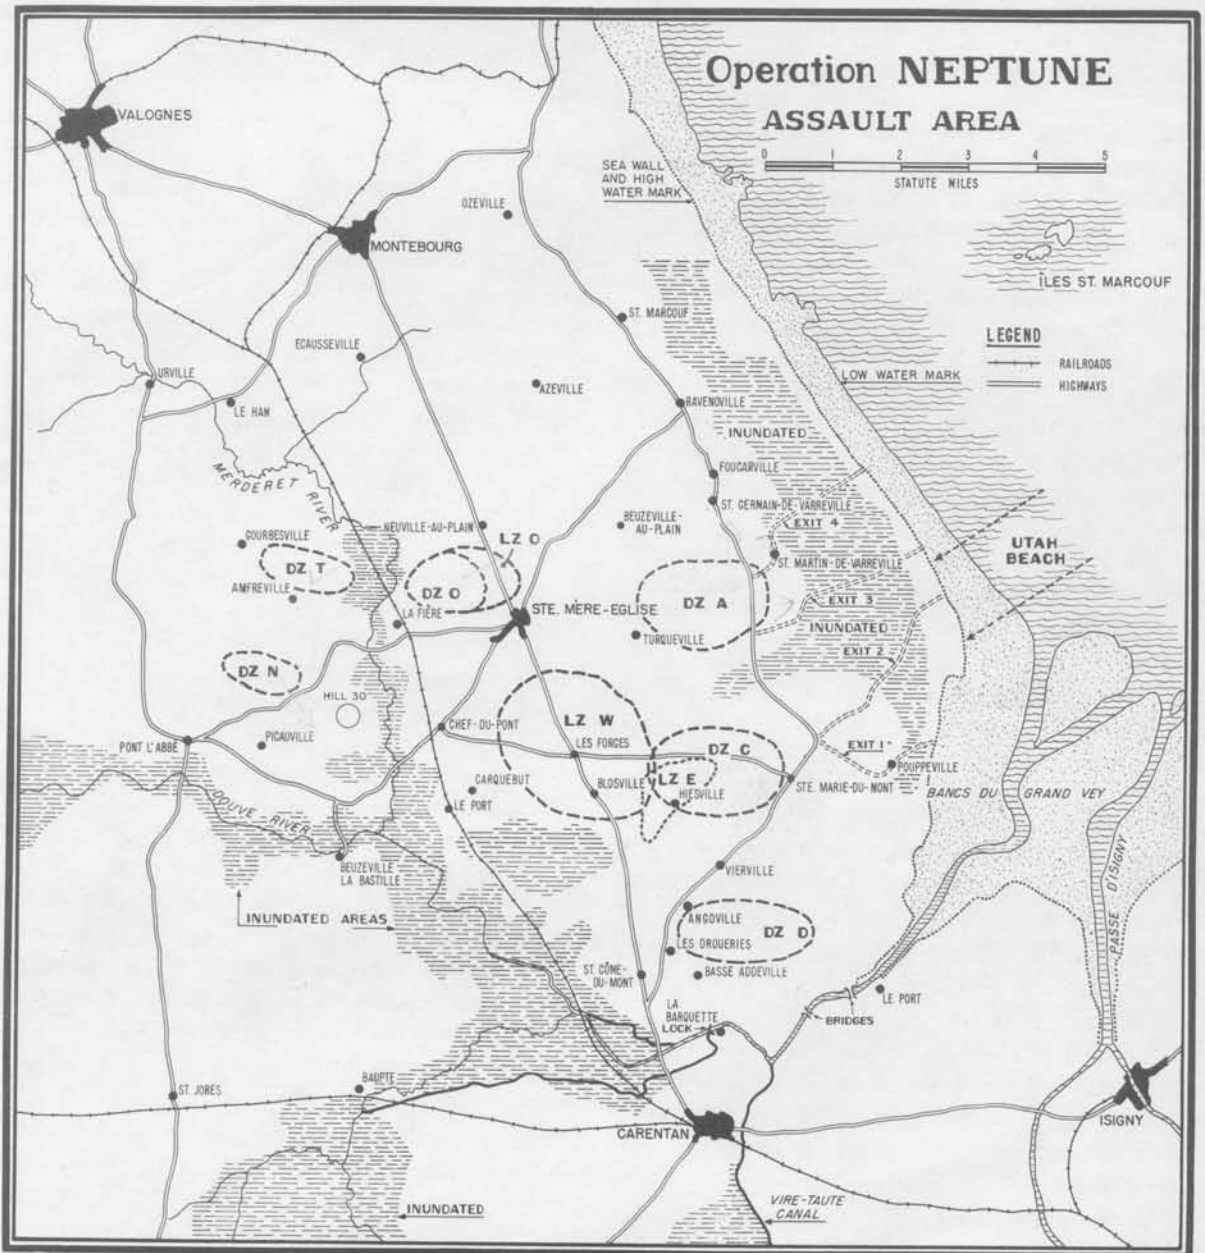 Operation NEPTUNE
ASSAULT AREA
0 1 2 3 4 5
STATUTE MILES
VALOGNES
SEA WALL
AND HIGH
WATER MARK
OZÉVILLE
MONTEBOURG
ÎLES ST. MARCOUF
ST. MARCOUF
LEGEND
RAILROADS
HIGHWAYS
ECAUSSEVILLE
URVILLE
AZEVILLE
LOW WATER MARK
LE HAM
RAVENOVILLE
INUNDATED
MERDERET RIVER
FOUCARVILLE
ST. GERMAIN-DE-VARREVILLE
EXIT 4
NEUVILLE-AU-PLAIN
LZ O
BEUZEVILLE-
AU-PLAIN
GOURBESVILLE
UTAH
BEACH
ST. MARTIN-DE-VARREVILLE
DZ T
AMFREVILLE
DZ O
DZ A
EXIT 3
LA FIÈRE
STE. MÈRE-EGLISE
INUNDATED
TURQUEVILLE
EXIT 2
DZ N
HILL 30
LZ W
CHEF-DU-PONT
PONT L'ABBÉ
PICAUVILLE
LES FORGES
DZ C
EXIT 1
POUPPEVILLE
LZ E
CARQUEBUT
BLOSVILLE
HIESVILLE
STE. MARIE-DU-MONT
BANCS DU GRAND VEY
LE PORT
DOUVE RIVER
BEUZEVILLE
LA BASTILLE
VIERVILLE
INUNDATED AREAS
ANGOVILLE
DZ D
PASSE D'ISIGNY
LES DROUERIES
ST. CÔME-
DU-MONT
BASSE ADDEVILLE
LE PORT
LA
BARQUETTE
LOCK
BRIDGES
BAUPTE
ST. JORES
CARENTAN
ISIGNY
INUNDATED
VIRE-TAUTE
CANAL